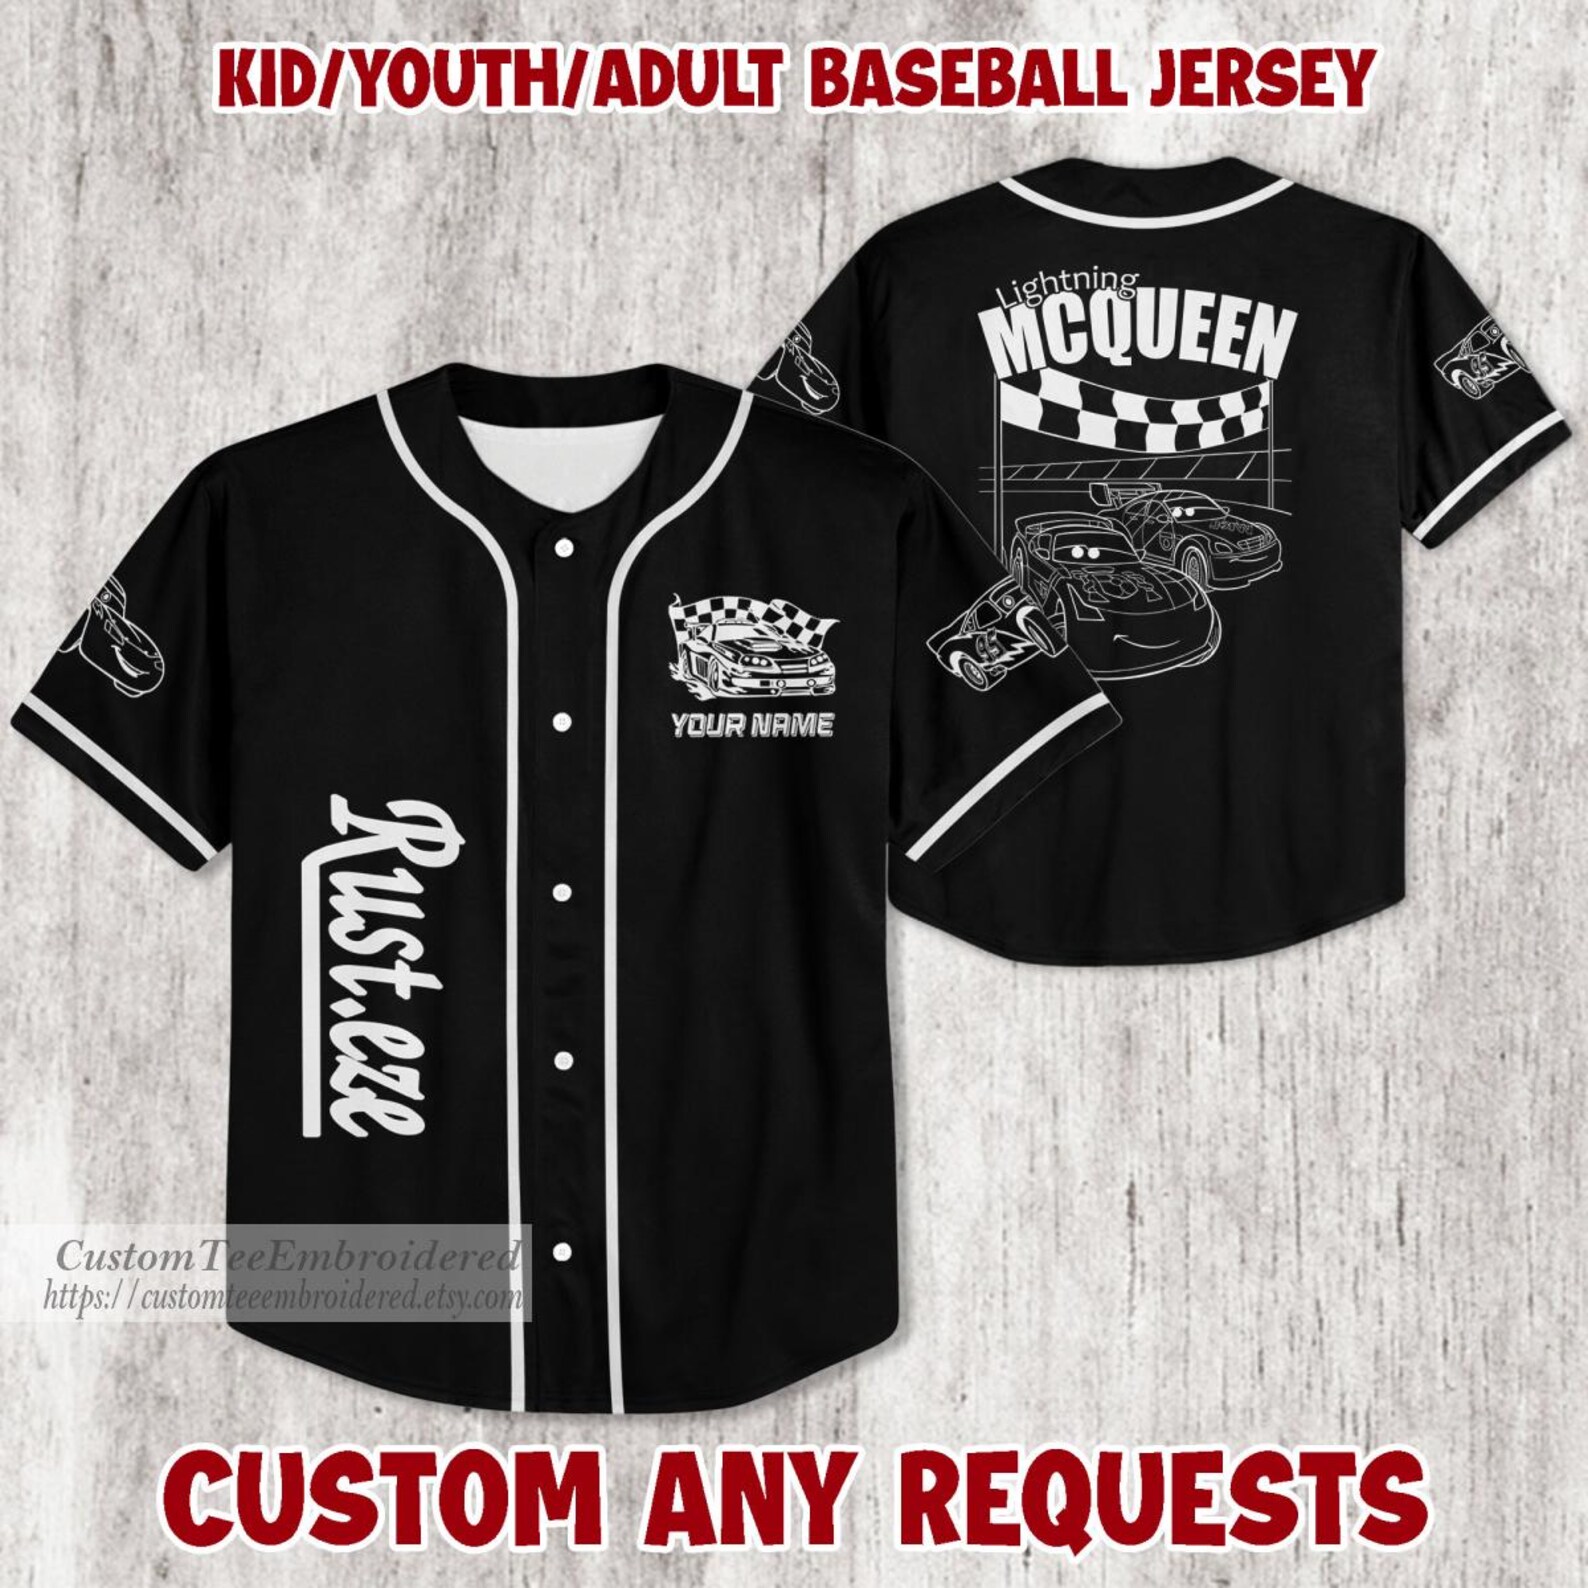 KID/YOUTH/ADULT BASEBALL JERSEY
Lightning
MCQUEEN
YOUR NAME
Rust.eze
CustomTeeEmbroidered
https://customteeembroidered.etsy.com
CUSTOM ANY REQUESTS